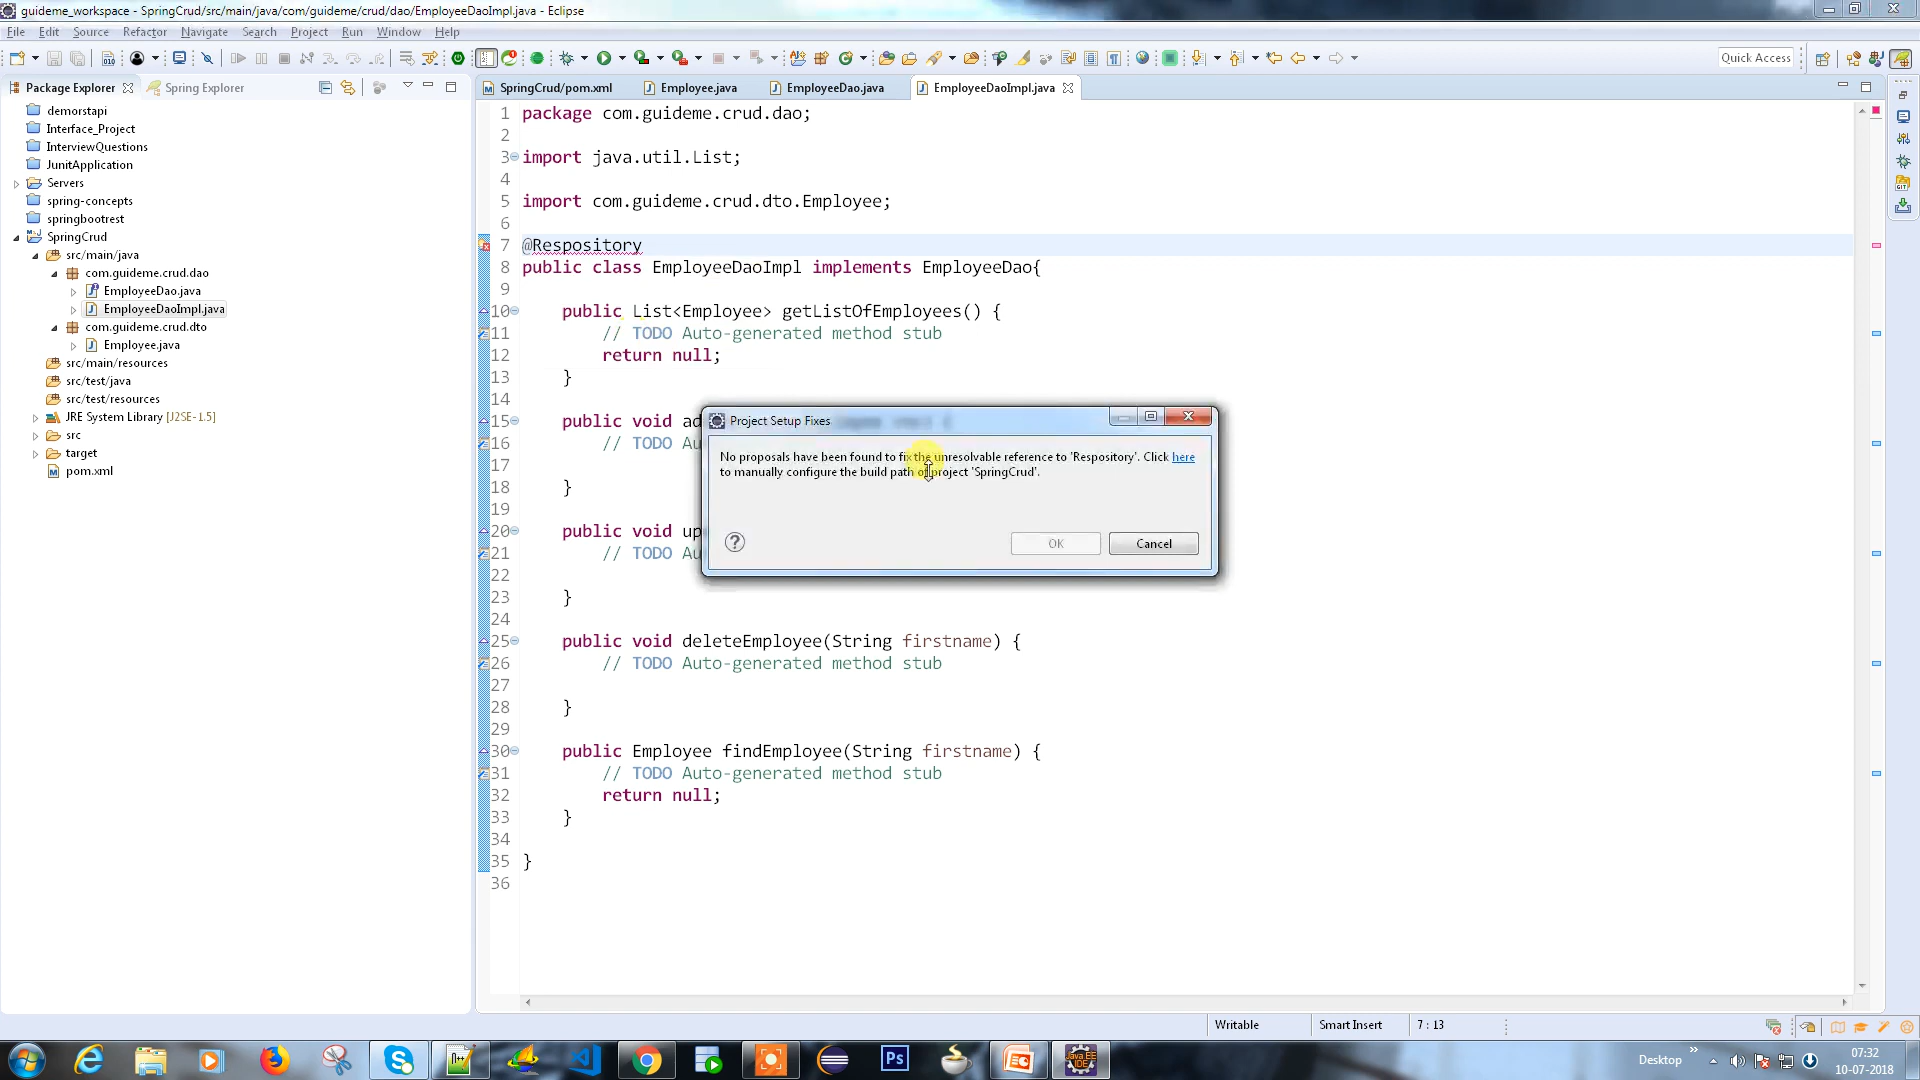 guideme_workspace - SpringCrud/src/main/java/com/guideme/crud/dao/EmployeeDaoImpl.java - Eclipse
File Edit Source Refactor Navigate Search Project Run Window Help
Quick Access
Package Explorer
Spring Explorer
demorstapi
Interface_Project
InterviewQuestions
JunitApplication
Servers
spring-concepts
springbootrest
SpringCrud
src/main/java
com.guideme.crud.dao
EmployeeDao.java
EmployeeDaoImpl.java
com.guideme.crud.dto
Employee.java
src/main/resources
src/test/java
src/test/resources
JRE System Library [J2SE-1.5]
src
target
pom.xml
SpringCrud/pom.xml
Employee.java
EmployeeDao.java
EmployeeDaoImpl.java
1 package com.guideme.crud.dao;
2
3 import java.util.List;
4
5 import com.guideme.crud.dto.Employee;
6
7 @Respository
8 public class EmployeeDaoImpl implements EmployeeDao{
9
10 public List<Employee> getListOfEmployees() {
11 // TODO Auto-generated method stub
12 return null;
13 }
14
15 public void ad
16 // TODO Au
17
18 }
19
20 public void up
21 // TODO Au
22
23 }
24
25 public void deleteEmployee(String firstname) {
26 // TODO Auto-generated method stub
27
28 }
29
30 public Employee findEmployee(String firstname) {
31 // TODO Auto-generated method stub
32 return null;
33 }
34
35 }
36
Project Setup Fixes
No proposals have been found to fix the unresolvable reference to 'Respository'. Click here
to manually configure the build path of project 'SpringCrud'.
?
OK
Cancel
Writable
Smart Insert
7 : 13
Ps
Java EE
IDE
Desktop
07:32
10-07-2018